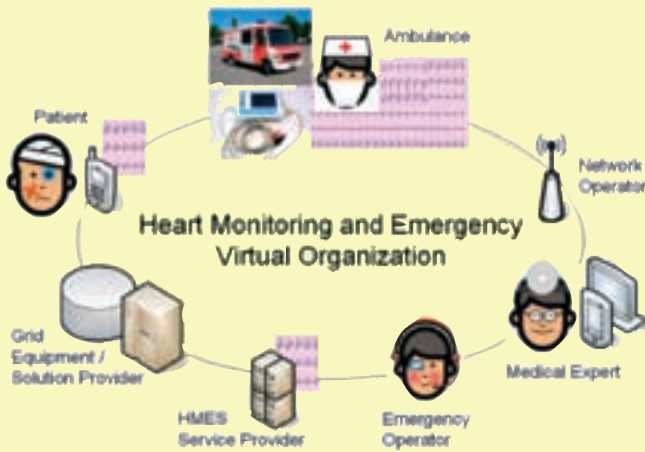 Ambulance
Patient
Network
Operator
Heart Monitoring and Emergency
Virtual Organization
Grid
Equipment /
Solution Provider
Medical Expert
HMES
Service Provider
Emergency
Operator